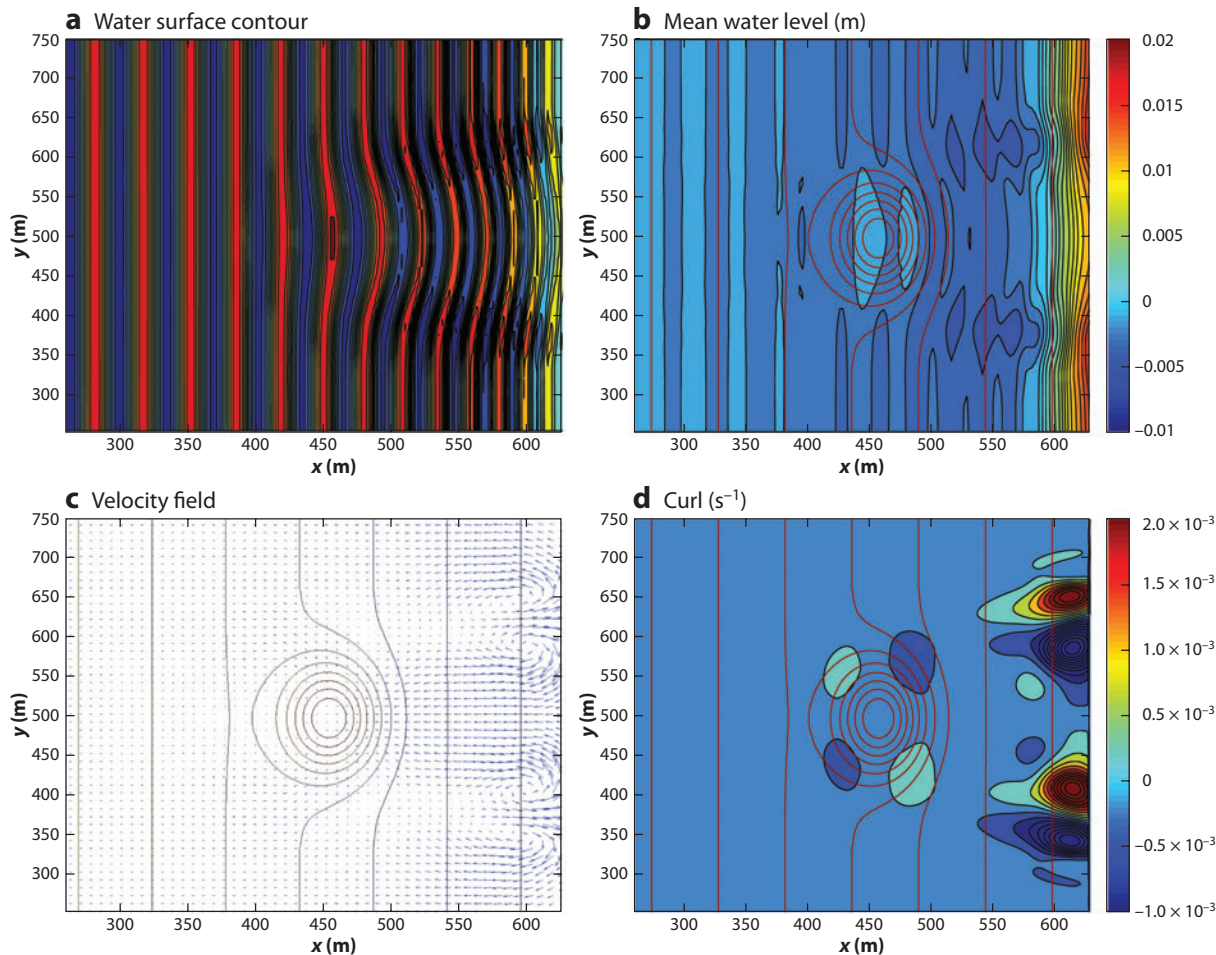 a Water surface contour
750
700
650
600
550
500
450
400
350
300
y (m)
300 350 400 450 500 550 600
x (m)
b Mean water level (m)
750
700
650
600
550
500
450
400
350
300
y (m)
300 350 400 450 500 550 600
x (m)
0.02
0.015
0.01
0.005
0
−0.005
−0.01
c Velocity field
750
700
650
600
550
500
450
400
350
300
y (m)
300 350 400 450 500 550 600
x (m)
d Curl (s⁻¹)
750
700
650
600
550
500
450
400
350
300
y (m)
300 350 400 450 500 550 600
x (m)
2.0 × 10⁻³
1.5 × 10⁻³
1.0 × 10⁻³
0.5 × 10⁻³
0
−0.5 × 10⁻³
−1.0 × 10⁻³